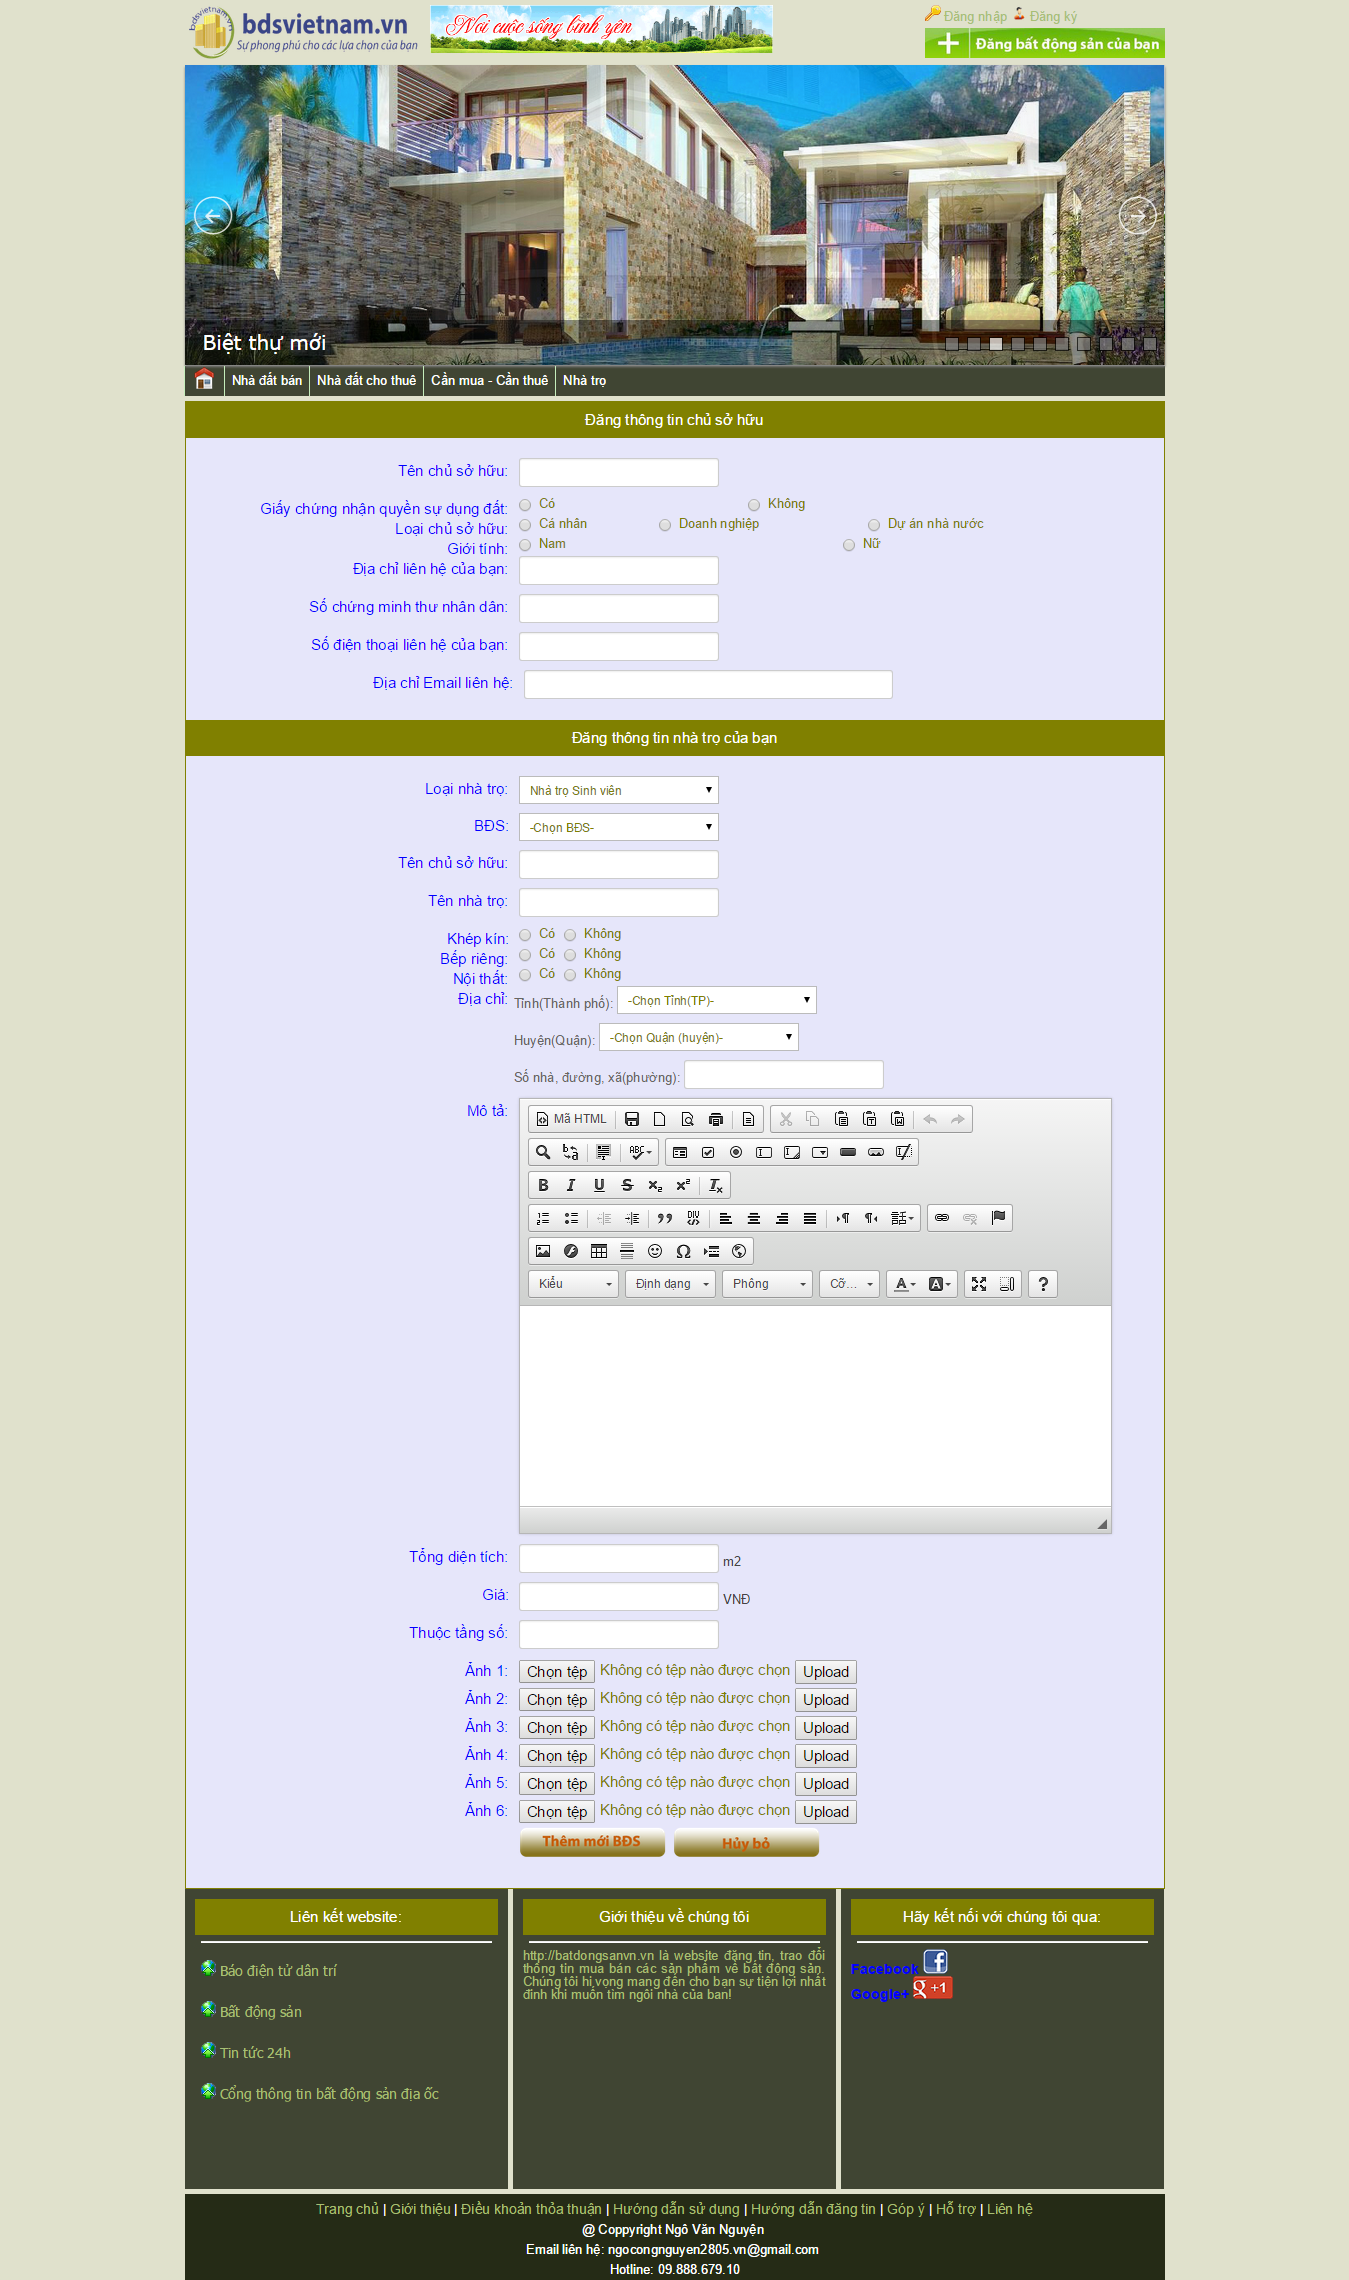 bdsvietnam.vn
bdsvietnam.vn
Sự phong phú cho các lựa chọn của bạn
Nơi cuộc sống bình yên
Đăng nhập Đăng ký
Đăng bất động sản của bạn
Biệt thự mới
Nhà đất bán Nhà đất cho thuê Cần mua - Cần thuê Nhà trọ
Đăng thông tin chủ sở hữu
Tên chủ sở hữu:
Giấy chứng nhận quyền sự dụng đất: Có Không
Loại chủ sở hữu: Cá nhân Doanh nghiệp Dự án nhà nước
Giới tính: Nam Nữ
Địa chỉ liên hệ của bạn:
Số chứng minh thư nhân dân:
Số điện thoại liên hệ của bạn:
Địa chỉ Email liên hệ:
Đăng thông tin nhà trọ của bạn
Loại nhà trọ: Nhà trọ Sinh viên
BĐS: -Chọn BĐS-
Tên chủ sở hữu:
Tên nhà trọ:
Khép kín: Có Không
Bếp riêng: Có Không
Nội thất: Có Không
Địa chỉ: Tỉnh(Thành phố): -Chọn Tỉnh(TP)-
Huyện(Quận): -Chọn Quận (huyện)-
Số nhà, đường, xã(phường):
Mô tả: Mã HTML
Kiểu Định dạng Phông Cỡ...
Tổng diện tích: m2
Giá: VNĐ
Thuộc tầng số:
Ảnh 1: Chọn tệp Không có tệp nào được chọn Upload
Ảnh 2: Chọn tệp Không có tệp nào được chọn Upload
Ảnh 3: Chọn tệp Không có tệp nào được chọn Upload
Ảnh 4: Chọn tệp Không có tệp nào được chọn Upload
Ảnh 5: Chọn tệp Không có tệp nào được chọn Upload
Ảnh 6: Chọn tệp Không có tệp nào được chọn Upload
Thêm mới BĐS Hủy bỏ
Liên kết website:
Báo điện tử dân trí
Bất động sản
Tin tức 24h
Cổng thông tin bất động sản địa ốc
Giới thiệu về chúng tôi
http://batdongsanvn.vn là website đăng tin, trao đổi
thông tin mua bán các sản phẩm về bất động sản.
Chúng tôi hi vọng mang đến cho bạn sự tiện lợi nhất
đinh khi muốn tìm ngôi nhà của ban!
Hãy kết nối với chúng tôi qua:
Facebook
Google+ +1
Trang chủ | Giới thiệu | Điều khoản thỏa thuận | Hướng dẫn sử dụng | Hướng dẫn đăng tin | Góp ý | Hỗ trợ | Liên hệ
@ Coppyright Ngô Văn Nguyện
Email liên hệ: ngocongnguyen2805.vn@gmail.com
Hotline: 09.888.679.10